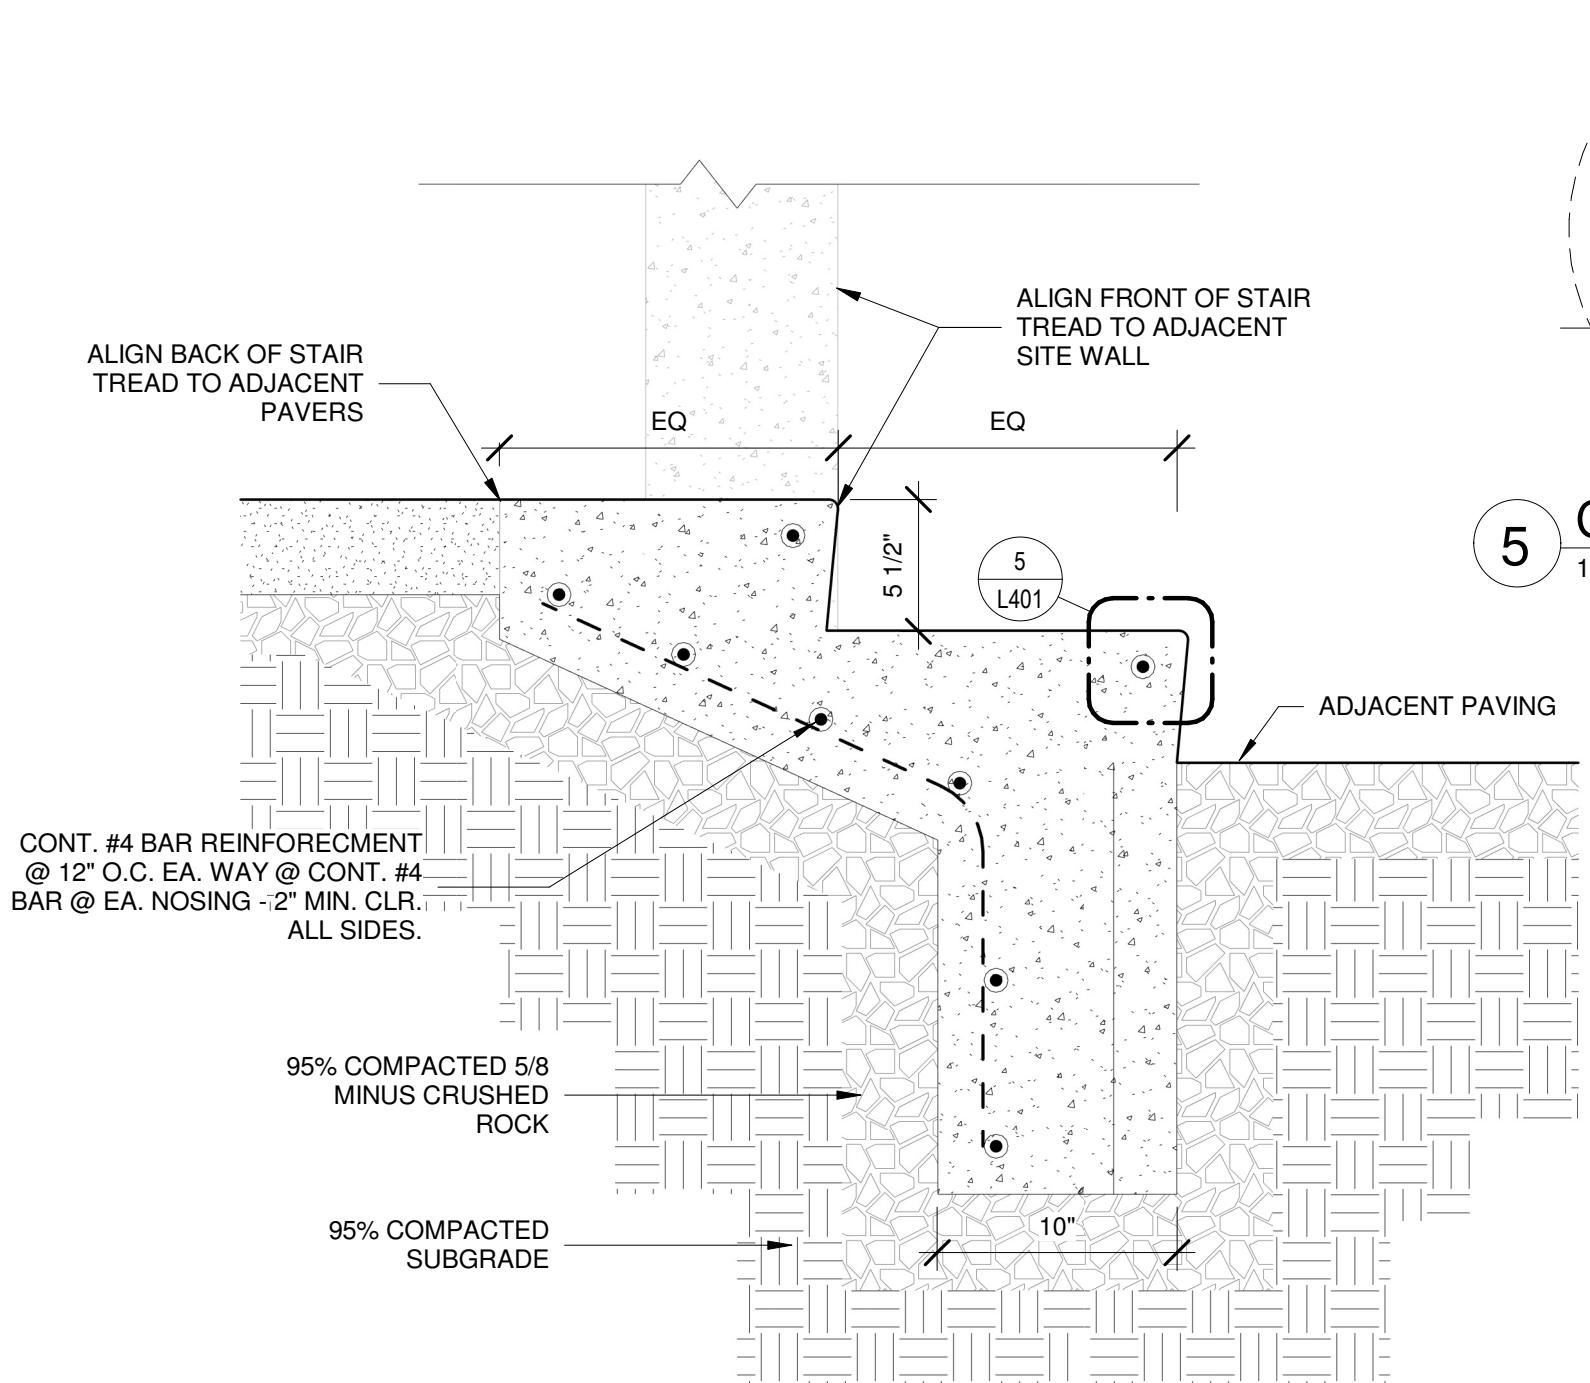 ALIGN FRONT OF STAIR
TREAD TO ADJACENT
SITE WALL
ALIGN BACK OF STAIR
TREAD TO ADJACENT
PAVERS
EQ
EQ
5 1/2"
5
L401
5
1
ADJACENT PAVING
CONT. #4 BAR REINFORECMENT
@ 12" O.C. EA. WAY @ CONT. #4
BAR @ EA. NOSING - 2" MIN. CLR.
ALL SIDES.
95% COMPACTED 5/8
MINUS CRUSHED
ROCK
95% COMPACTED
SUBGRADE
10"